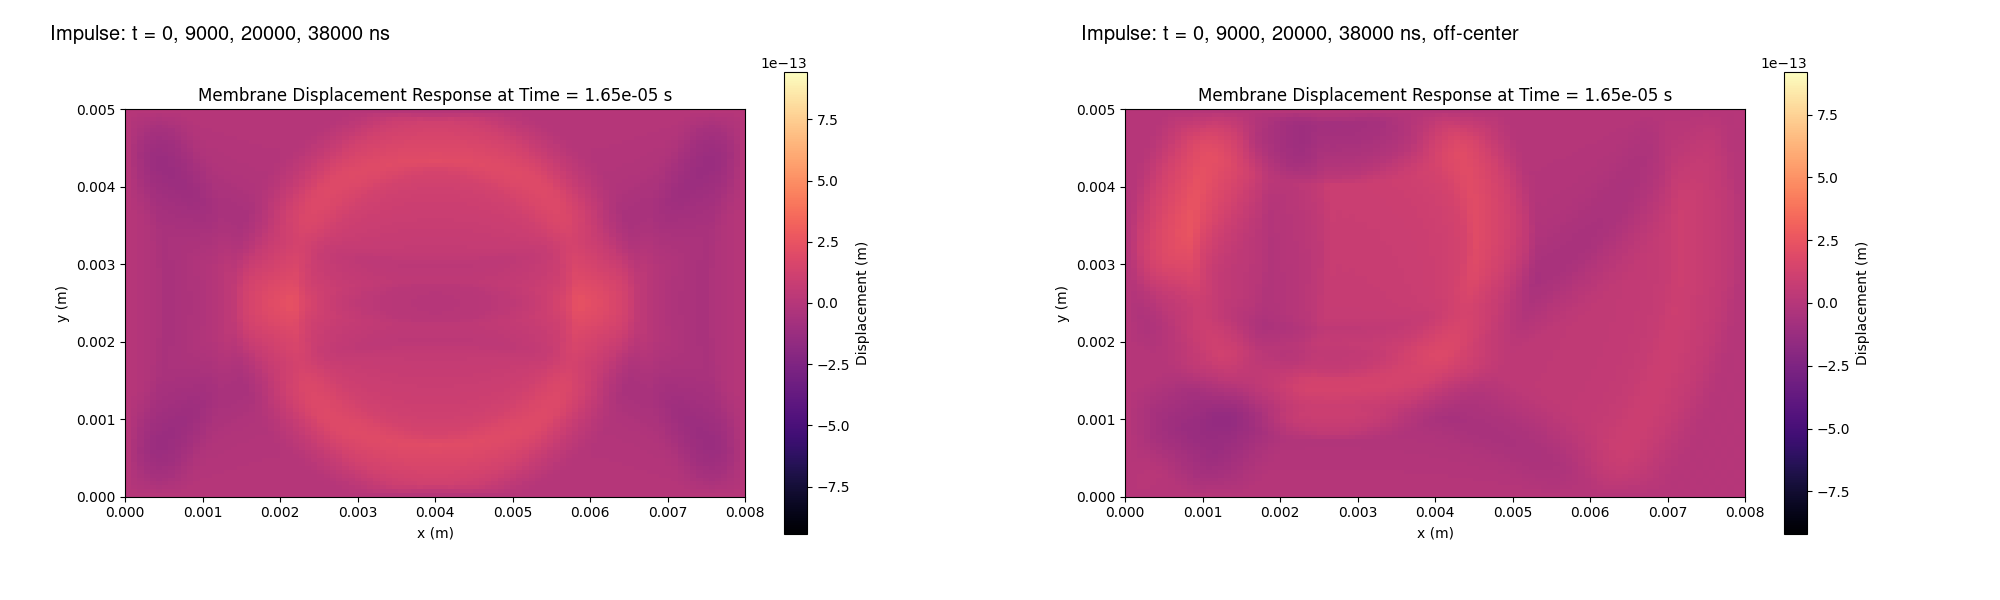 Impulse: t = 0, 9000, 20000, 38000 ns
1e−13
Membrane Displacement Response at Time = 1.65e-05 s
0.005
0.004
0.003
0.002
0.001
0.000
y (m)
0.000 0.001 0.002 0.003 0.004 0.005 0.006 0.007 0.008
x (m)
7.5
5.0
2.5
0.0
−2.5
−5.0
−7.5
Displacement (m)
Impulse: t = 0, 9000, 20000, 38000 ns, off-center
1e−13
Membrane Displacement Response at Time = 1.65e-05 s
0.005
0.004
0.003
0.002
0.001
0.000
y (m)
0.000 0.001 0.002 0.003 0.004 0.005 0.006 0.007 0.008
x (m)
7.5
5.0
2.5
0.0
−2.5
−5.0
−7.5
Displacement (m)